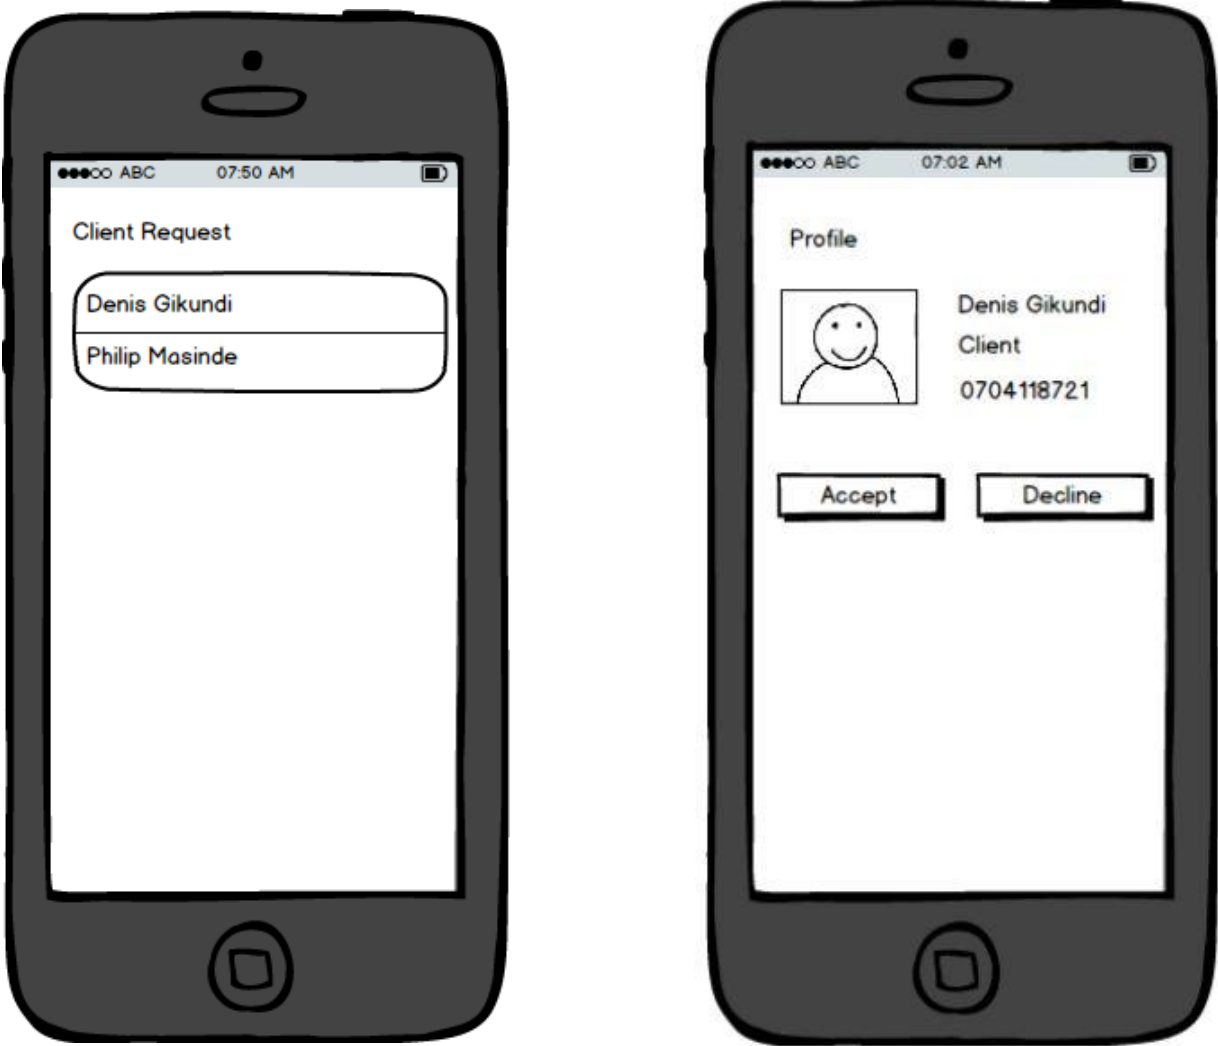 ABC 07:50 AM
Client Request
Denis Gikundi
Philip Masinde
ABC 07:02 AM
Profile
Denis Gikundi
Client
0704118721
Accept Decline